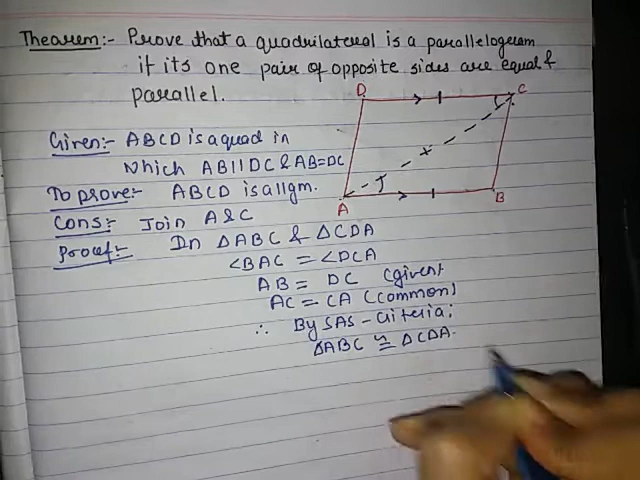 Theorem:- Prove that a quadrilateral is a parallelogram
if its one pair of opposite sides are equal &
parallel.
D
C
Given:- ABCD is a quad in
which AB || DC & AB = DC
To prove:- ABCD is a llgm.
A
B
Cons:- Join A & C
Proof:- In ΔABC & ΔCDA
∠BAC = ∠DCA
AB = DC (given)
AC = CA (common)
∴ By SAS - Criteria;
ΔABC ≅ ΔCDA.